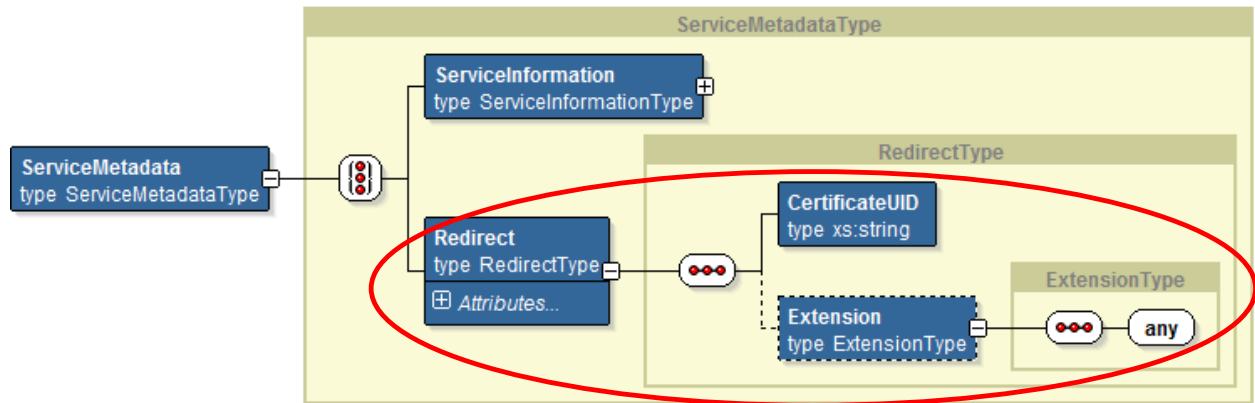 ServiceMetadataType
ServiceInformation
type ServiceInformationType
ServiceMetadata
type ServiceMetadataType
RedirectType
CertificateUID
type xs:string
Redirect
type RedirectType
Attributes...
ExtensionType
Extension
type ExtensionType
any